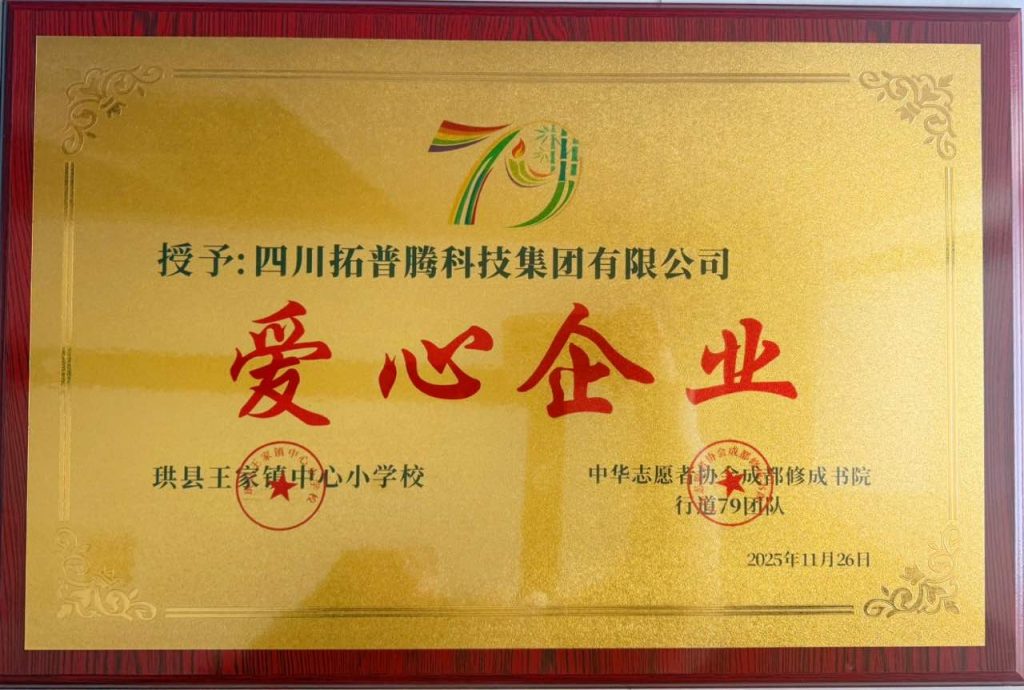 79
授予:四川拓普腾科技集团有限公司
爱心企业
珙县王家镇中心小学校
中华志愿者协会成都修成书院
行道79团队
2025年11月26日